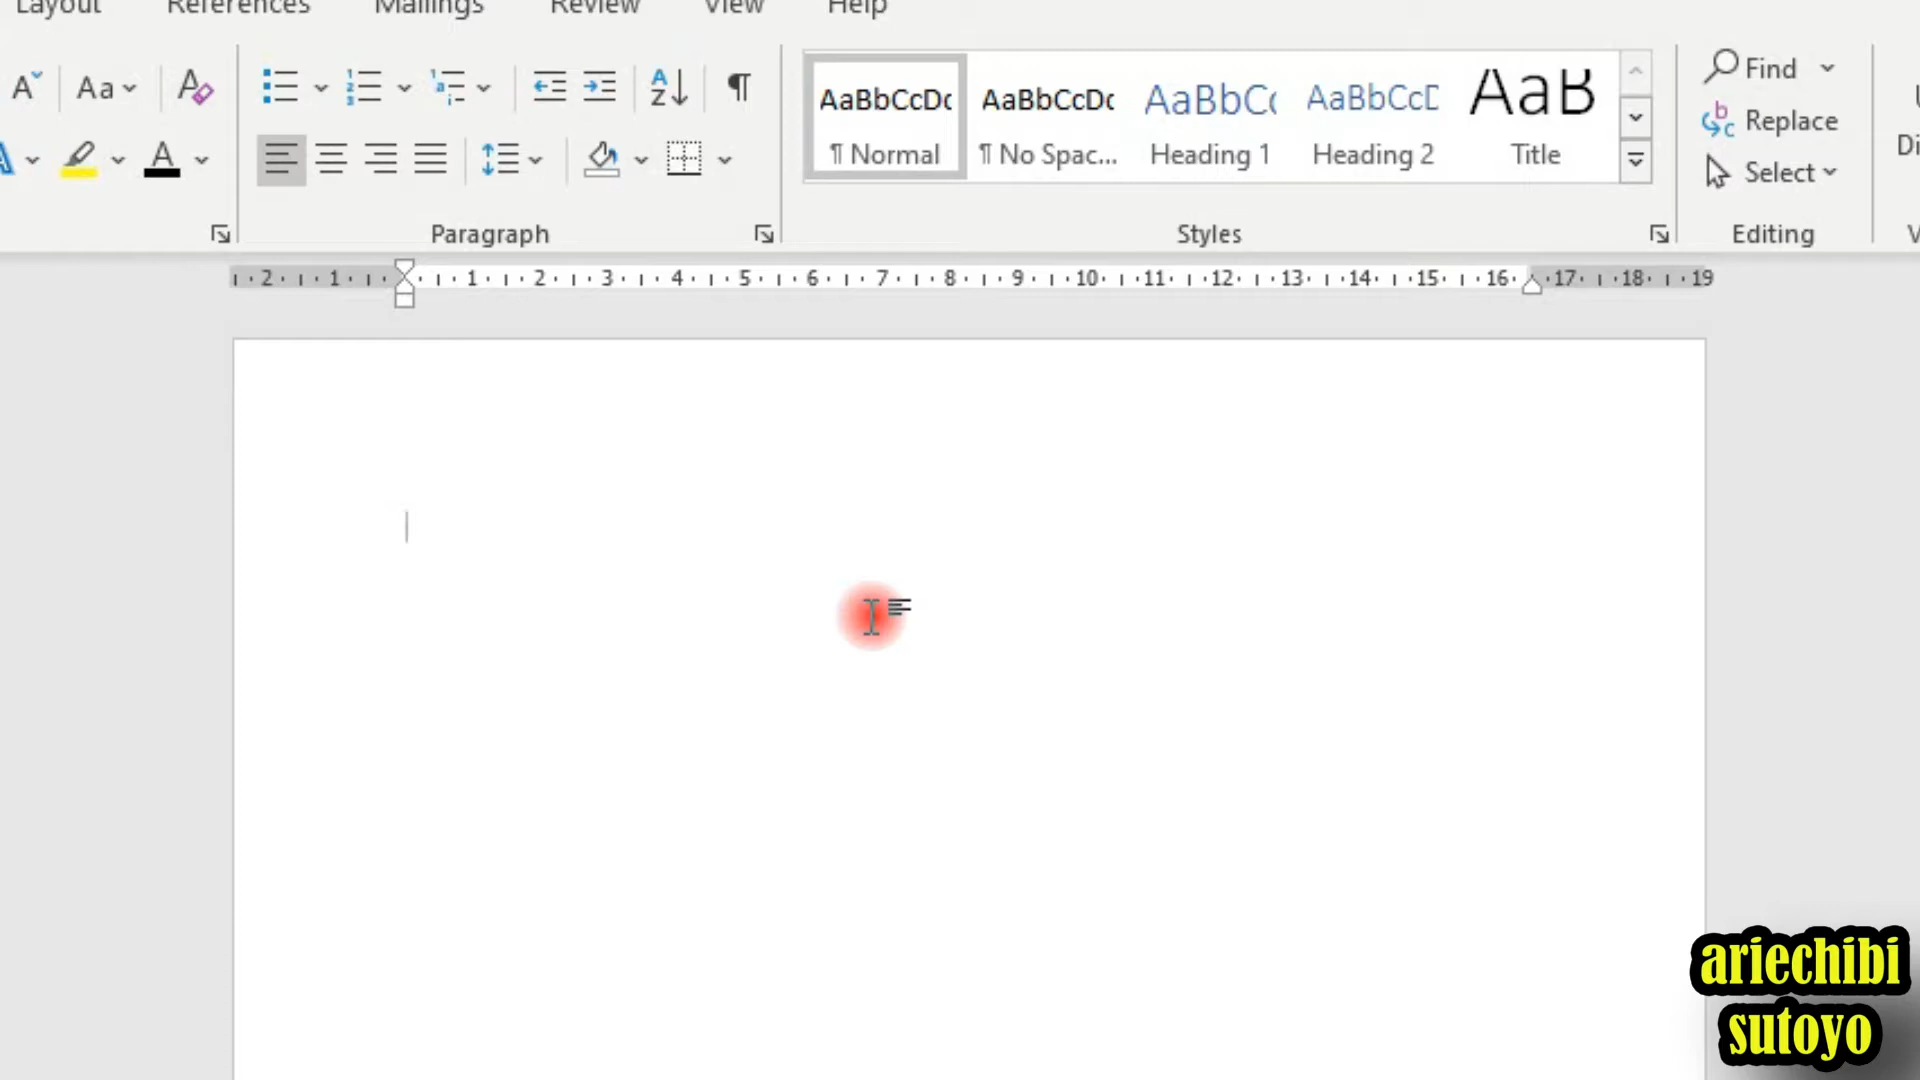 Layout References Mailings Review View Help
Aa
AaBbCcDc AaBbCcDc AaBbCc AaBbCcD AaB
¶ Normal ¶ No Spac... Heading 1 Heading 2 Title
Find
Replace
Select
Paragraph Styles Editing
2 1 1 2 3 4 5 6 7 8 9 10 11 12 13 14 15 16 17 18 19
ariechibi
sutoyo